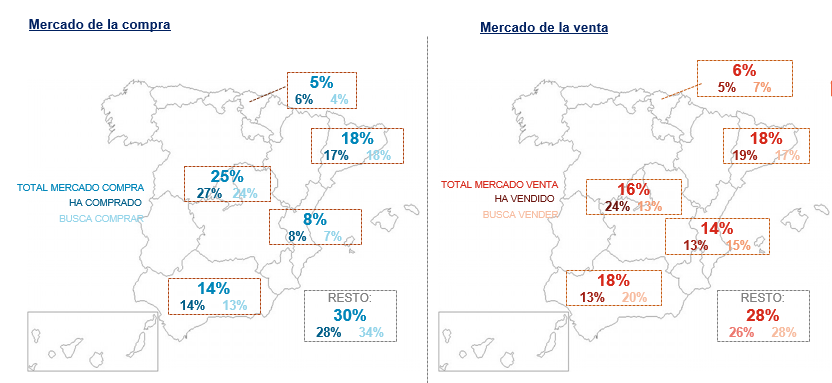 Mercado de la compra
5%
6% 4%
18%
17% 18%
25%
27% 24%
TOTAL MERCADO COMPRA
HA COMPRADO
BUSCA COMPRAR
8%
8% 7%
14%
14% 13%
RESTO:
30%
28% 34%
Mercado de la venta
6%
5% 7%
18%
19% 17%
16%
24% 13%
TOTAL MERCADO VENTA
HA VENDIDO
BUSCA VENDER
14%
13% 15%
18%
13% 20%
RESTO:
28%
26% 28%